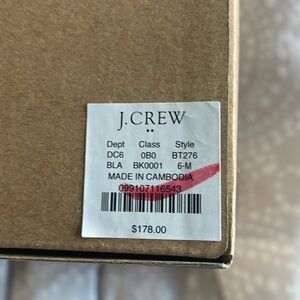 J.CREW
Dept Class Style
DC6 0B0 BT276
BLA BK0001 6-M
MADE IN CAMBODIA
099107116543
$178.00